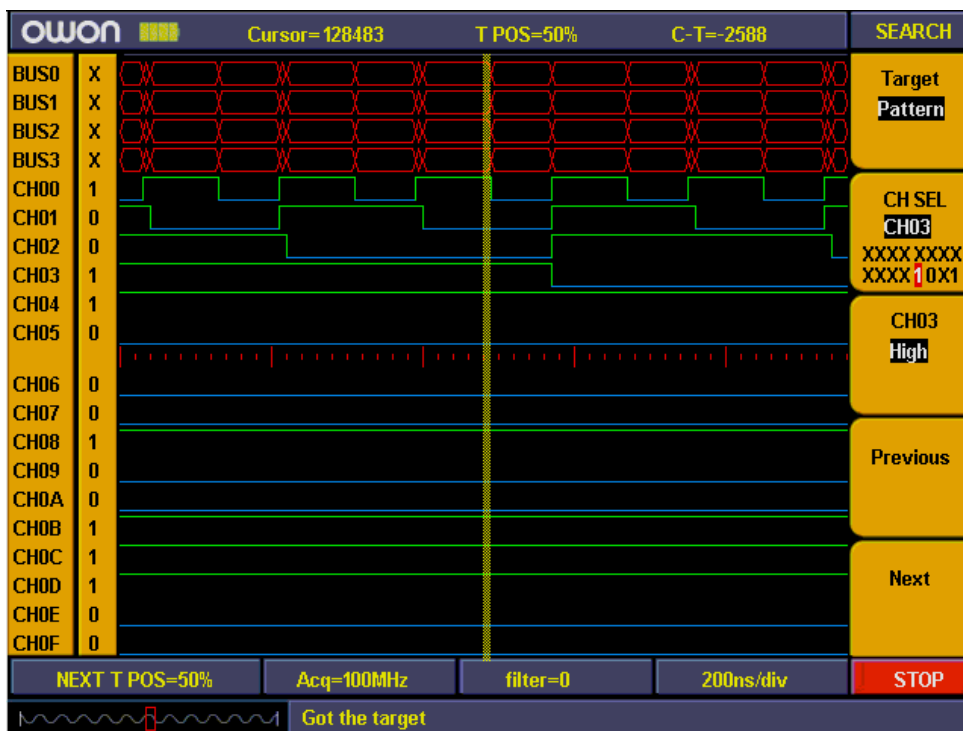 OWON Cursor=128483 T POS=50% C-T=-2588 SEARCH
BUS0 X
BUS1 X
BUS2 X
BUS3 X
CH00 1
CH01 0
CH02 0
CH03 1
CH04 1
CH05 0
CH06 0
CH07 0
CH08 1
CH09 0
CH0A 0
CH0B 1
CH0C 1
CH0D 1
CH0E 0
CH0F 0
Target
Pattern
CH SEL
CH03
XXXX XXXX
XXXX10X1
CH03
High
Previous
Next
NEXT T POS=50% Acq=100MHz filter=0 200ns/div STOP
Got the target